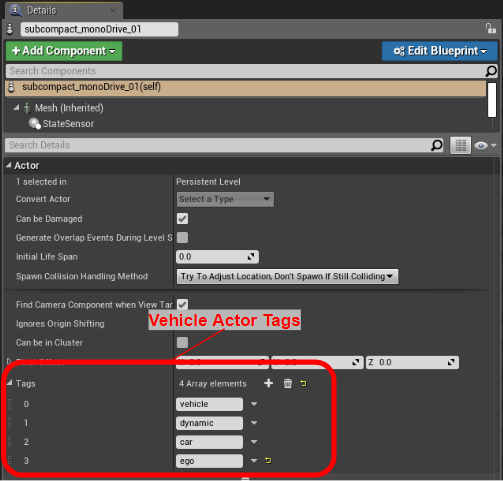 Details
subcompact_monoDrive_01
+ Add Component
Edit Blueprint
Search Components
subcompact_monoDrive_01(self)
Mesh (Inherited)
StateSensor
Search Details
Actor
1 selected in Persistent Level
Convert Actor Select a Type
Can be Damaged
Generate Overlap Events During Level S
Initial Life Span 0.0
Spawn Collision Handling Method Try To Adjust Location, Don't Spawn If Still Colliding
Find Camera Component when View Tar
Ignores Origin Shifting
Vehicle Actor Tags
Can be in Cluster
Z 0.0
Tags 4 Array elements
0 vehicle
1 dynamic
2 car
3 ego